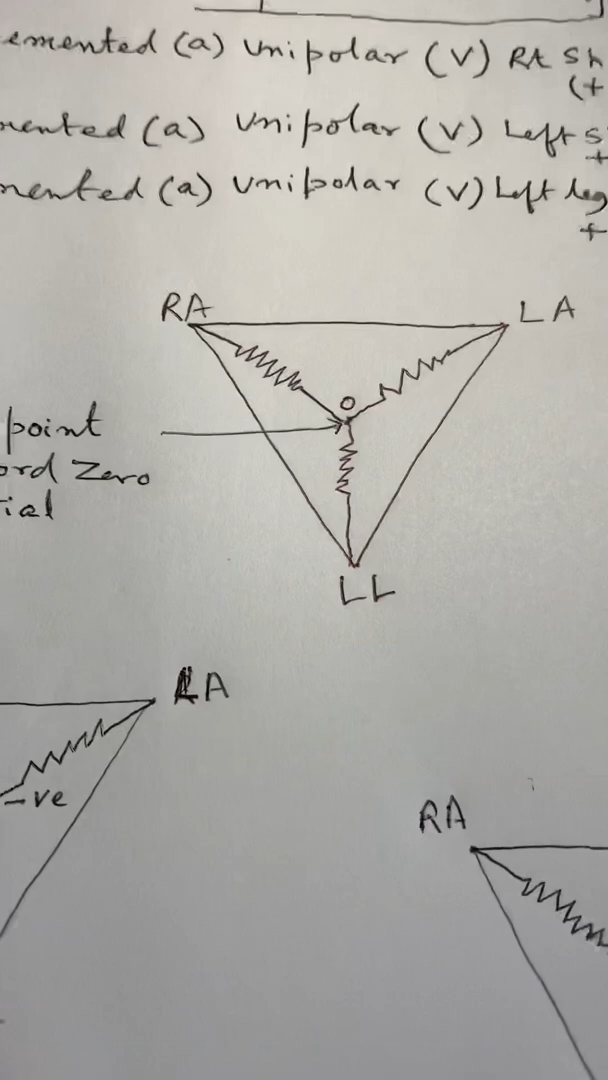 emented (a) Unipolar (V) Rt Sh
(+
mented (a) Unipolar (V) Left S
+
mented (a) Unipolar (V) Left leg
+
RA LA
O
point
ord Zero
ial
LL
LA
-ve
RA